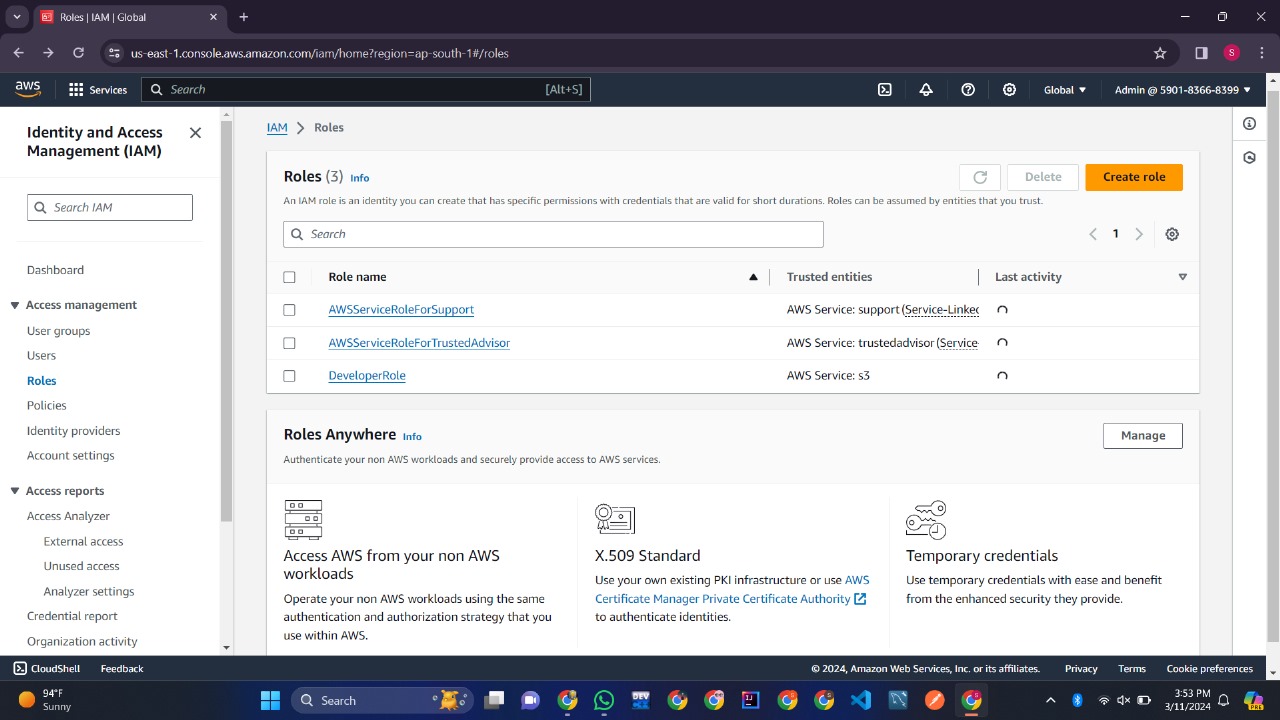 Roles | IAM | Global
us-east-1.console.aws.amazon.com/iam/home?region=ap-south-1#/roles
S
aws
Services
Search
[Alt+S]
Global
Admin @ 5901-8366-8399
Identity and Access Management (IAM)
Search IAM
Dashboard
Access management
User groups
Users
Roles
Policies
Identity providers
Account settings
Access reports
Access Analyzer
External access
Unused access
Analyzer settings
Credential report
Organization activity
IAM > Roles
Roles (3) Info
Delete
Create role
An IAM role is an identity you can create that has specific permissions with credentials that are valid for short durations. Roles can be assumed by entities that you trust.
Search
1
Role name
Trusted entities
Last activity
AWSServiceRoleForSupport
AWS Service: support (Service-Linked
AWSServiceRoleForTrustedAdvisor
AWS Service: trustedadvisor (Service
DeveloperRole
AWS Service: s3
Roles Anywhere Info
Manage
Authenticate your non AWS workloads and securely provide access to AWS services.
Access AWS from your non AWS
workloads
Operate your non AWS workloads using the same
authentication and authorization strategy that you
use within AWS.
X.509 Standard
Use your own existing PKI infrastructure or use AWS
Certificate Manager Private Certificate Authority
to authenticate identities.
Temporary credentials
Use temporary credentials with ease and benefit
from the enhanced security they provide.
CloudShell
Feedback
© 2024, Amazon Web Services, Inc. or its affiliates.
Privacy
Terms
Cookie preferences
94°F
Sunny
Search
3:53 PM
3/11/2024